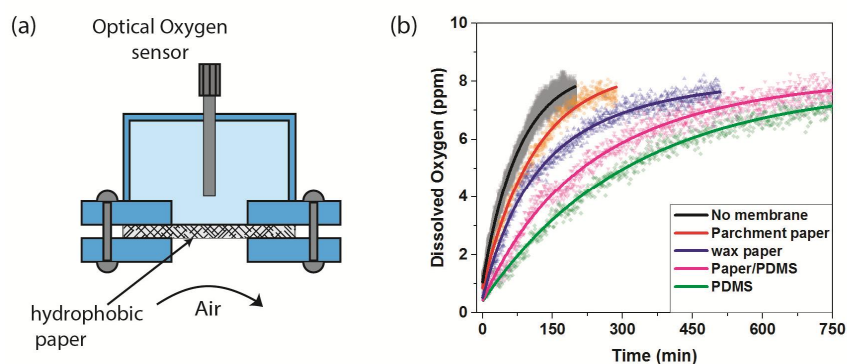 (a)
Optical Oxygen
sensor
hydrophobic
paper
Air
(b)
Dissolved Oxygen (ppm)
10
8
6
4
2
0
No membrane
Parchment paper
wax paper
Paper/PDMS
PDMS
0
150
300
450
600
750
Time (min)